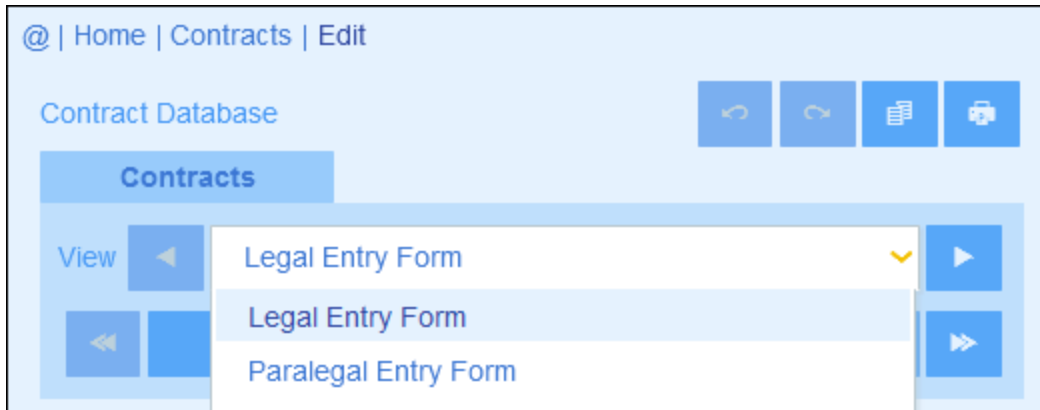 @ | Home | Contracts | Edit
Contract Database
Contracts
View Legal Entry Form
Legal Entry Form
Paralegal Entry Form